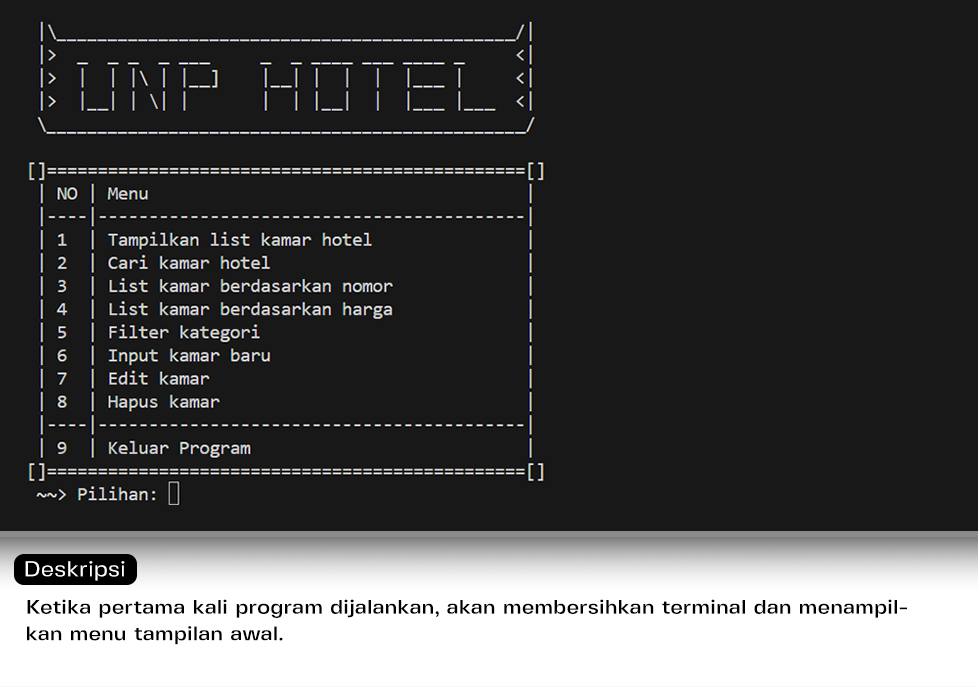 UNP HOTEL
NO | Menu
1 | Tampilkan list kamar hotel
2 | Cari kamar hotel
3 | List kamar berdasarkan nomor
4 | List kamar berdasarkan harga
5 | Filter kategori
6 | Input kamar baru
7 | Edit kamar
8 | Hapus kamar
9 | Keluar Program
~~> Pilihan:
Deskripsi
Ketika pertama kali program dijalankan, akan membersihkan terminal dan menampil-
kan menu tampilan awal.